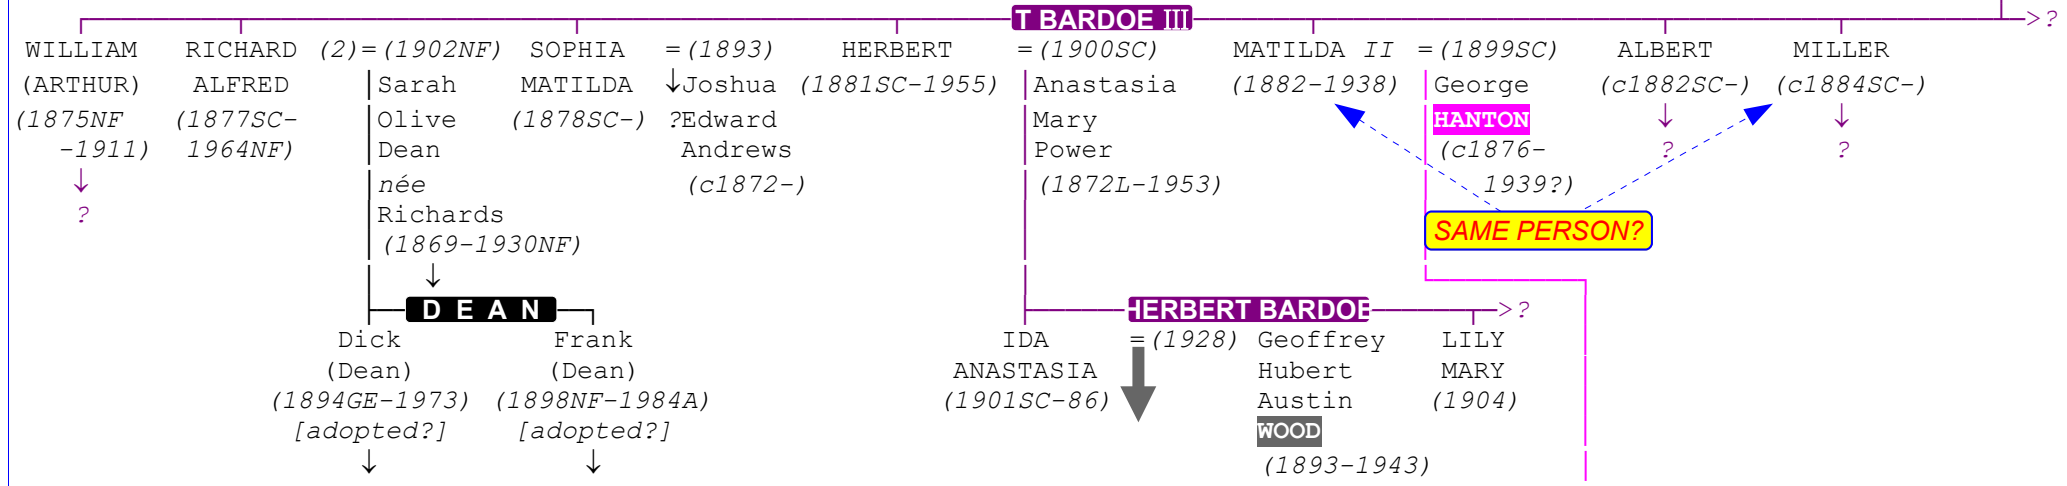 T BARDOE III
>?
WILLIAM RICHARD (2)=(1902NF) SOPHIA =(1893) HERBERT =(1900SC) MATILDA II =(1899SC) ALBERT MILLER
(ARTHUR) ALFRED Sarah MATILDA ↓Joshua (1881SC-1955) Anastasia (1882-1938) George (c1882SC-) (c1884SC-)
(1875NF (1877SC- Olive (1878SC-) ?Edward Mary HANTON ↓ ↓
-1911) 1964NF) Dean Andrews Power (c1876- ? ?
↓ née (c1872-) (1872L-1953) 1939?)
? Richards SAME PERSON?
(1869-1930NF)
↓
DEAN HERBERT BARDOE >?
Dick Frank IDA =(1928) Geoffrey LILY
(Dean) (Dean) ANASTASIA Hubert MARY
(1894GE-1973) (1898NF-1984A) (1901SC-86) Austin (1904)
[adopted?] [adopted?] WOOD
↓ ↓ (1893-1943)